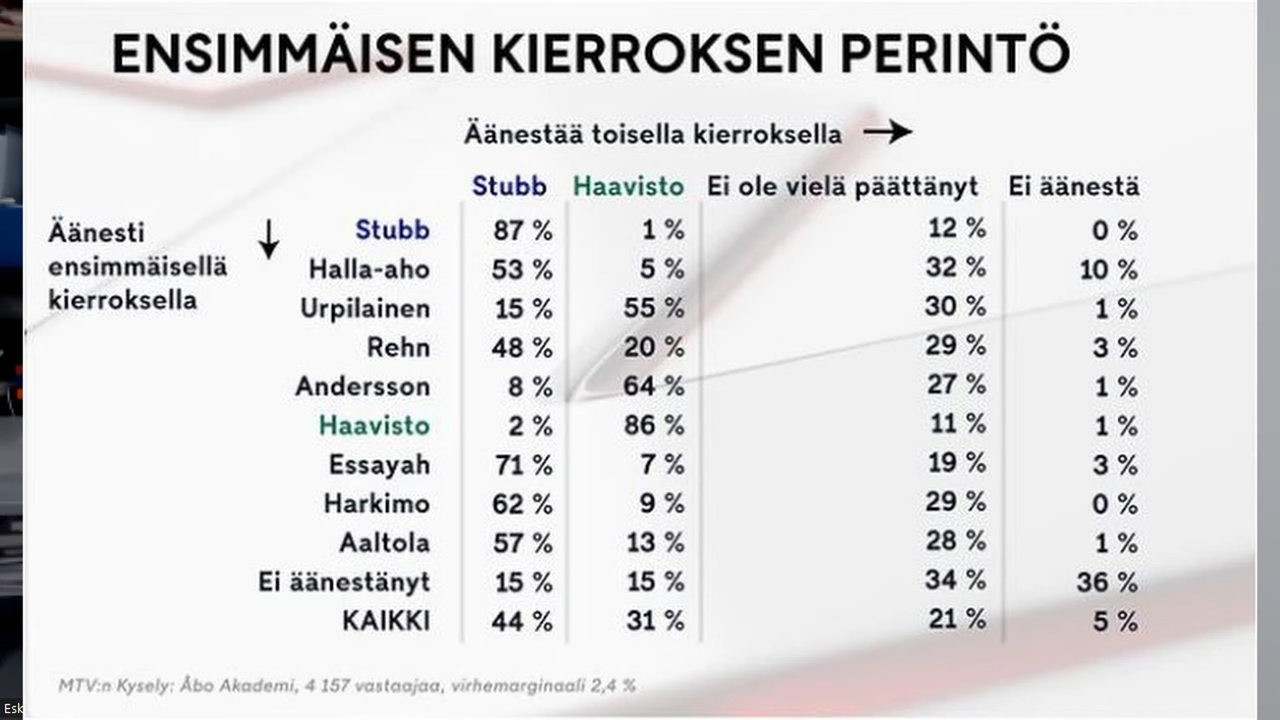 ENSIMMÄISEN KIERROKSEN PERINTÖ
Äänestää toisella kierroksella →
Stubb Haavisto Ei ole vielä päättänyt Ei äänestä
Äänesti
ensimmäisellä
kierroksella
↓
Stubb 87 % 1 % 12 % 0 %
Halla-aho 53 % 5 % 32 % 10 %
Urpilainen 15 % 55 % 30 % 1 %
Rehn 48 % 20 % 29 % 3 %
Andersson 8 % 64 % 27 % 1 %
Haavisto 2 % 86 % 11 % 1 %
Essayah 71 % 7 % 19 % 3 %
Harkimo 62 % 9 % 29 % 0 %
Aaltola 57 % 13 % 28 % 1 %
Ei äänestänyt 15 % 15 % 34 % 36 %
KAIKKI 44 % 31 % 21 % 5 %
MTV:n Kysely: Åbo Akademi, 4 157 vastaajaa, virhemarginaali 2,4 %
Esk